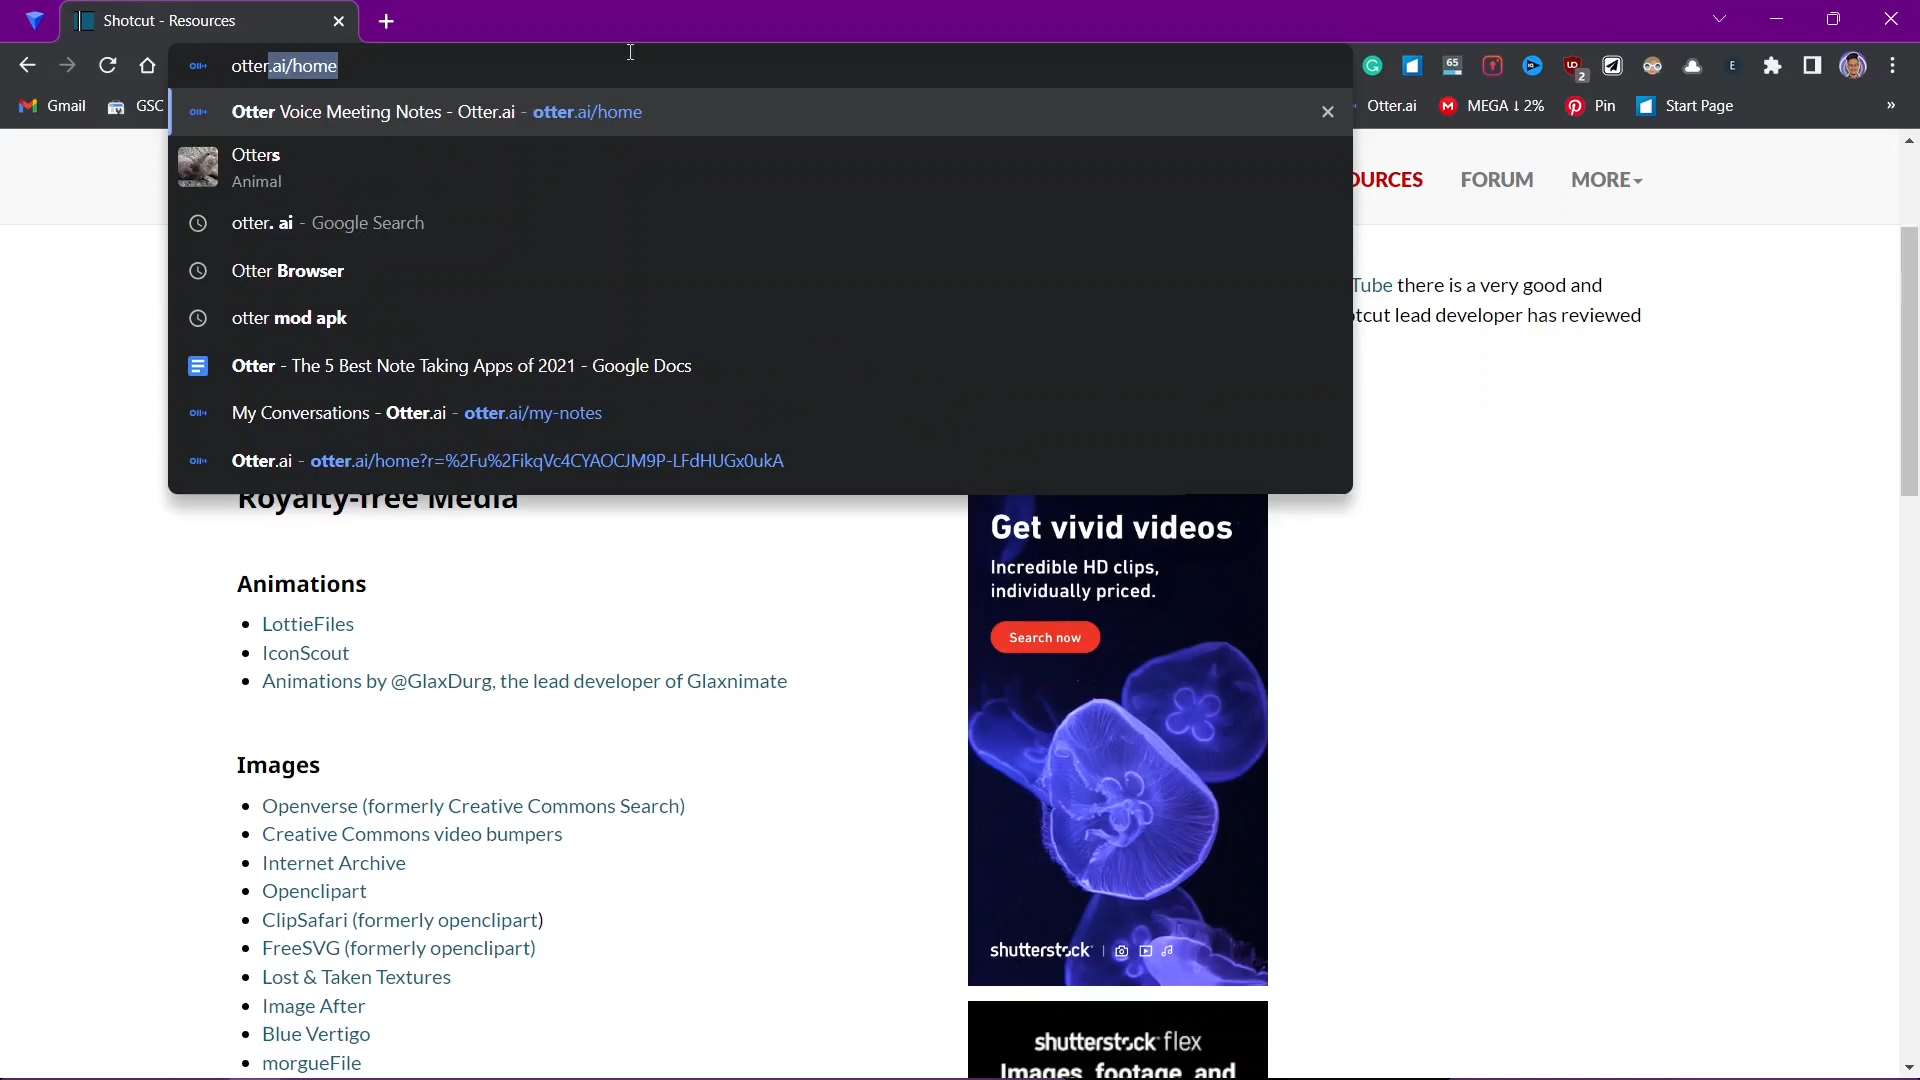 Shotcut - Resources
otter.ai/home
65
2
E
Gmail
GSC
Otter.ai
MEGA ↓ 2%
Pin
Start Page
»
Otter Voice Meeting Notes - Otter.ai - otter.ai/home
Otters
Animal
otter. ai - Google Search
Otter Browser
otter mod apk
Otter - The 5 Best Note Taking Apps of 2021 - Google Docs
My Conversations - Otter.ai - otter.ai/my-notes
Otter.ai - otter.ai/home?r=%2Fu%2FikqVc4CYAOCJM9P-LFdHUGx0ukA
OURCES
FORUM
MORE
Tube there is a very good and
otcut lead developer has reviewed
Royalty-free Media
Animations
• LottieFiles
• IconScout
• Animations by @GlaxDurg, the lead developer of Glaxnimate
Images
• Openverse (formerly Creative Commons Search)
• Creative Commons video bumpers
• Internet Archive
• Openclipart
• ClipSafari (formerly openclipart)
• FreeSVG (formerly openclipart)
• Lost & Taken Textures
• Image After
• Blue Vertigo
• morgueFile
Get vivid videos
Incredible HD clips,
individually priced.
Search now
shutterstock
shutterstock flex
Images, footage, and